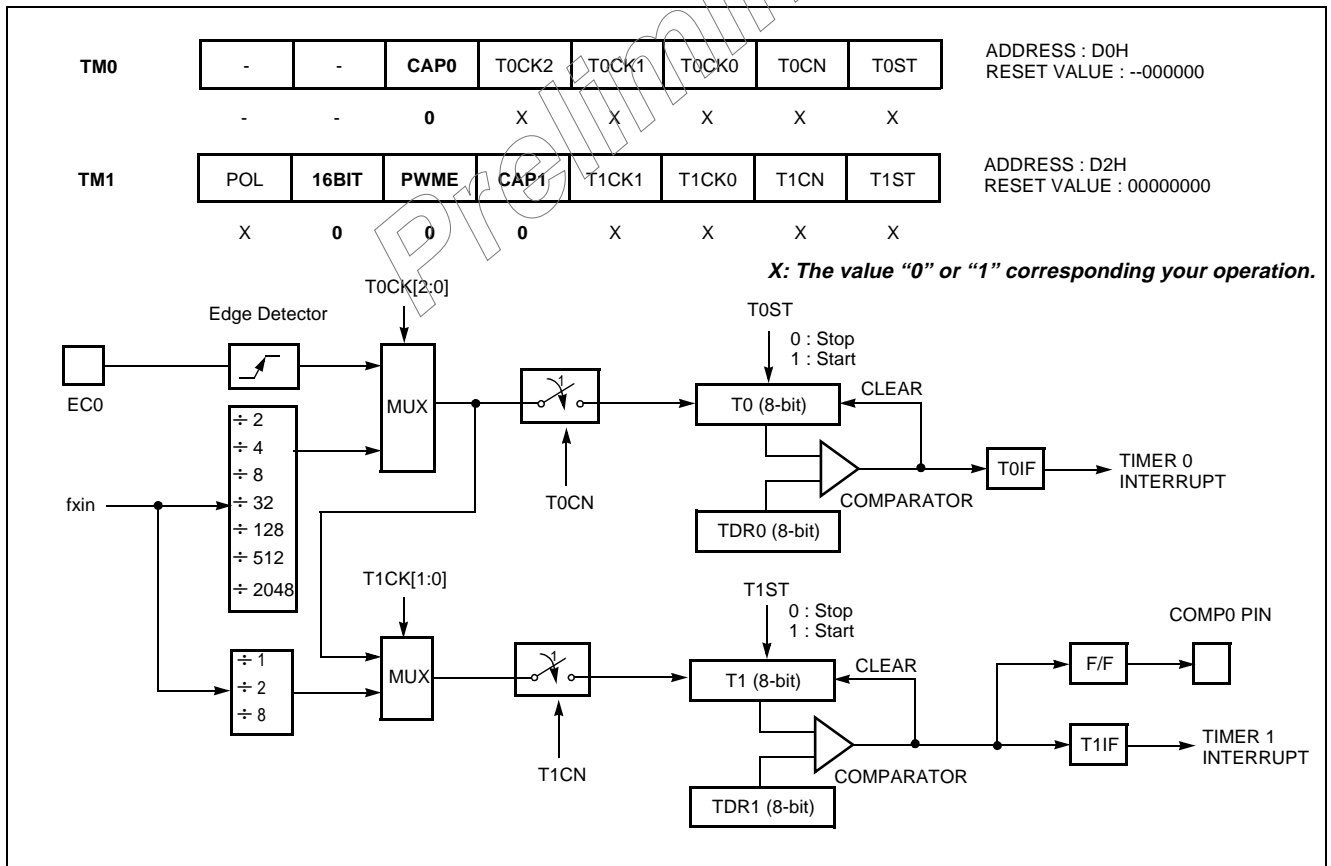 Preliminary
TM0 - - CAP0 T0CK2 T0CK1 T0CK0 T0CN T0ST
ADDRESS : D0H
RESET VALUE : --000000
- - 0 X X X X X
TM1 POL 16BIT PWME CAP1 T1CK1 T1CK0 T1CN T1ST
ADDRESS : D2H
RESET VALUE : 00000000
X 0 0 0 X X X X
X: The value “0” or “1” corresponding your operation.
T0CK[2:0]
Edge Detector
EC0
MUX
1
T0CN
T0ST
0 : Stop
1 : Start
T0 (8-bit)
CLEAR
COMPARATOR
TDR0 (8-bit)
T0IF
TIMER 0
INTERRUPT
fxin
÷ 2
÷ 4
÷ 8
÷ 32
÷ 128
÷ 512
÷ 2048
T1CK[1:0]
÷ 1
÷ 2
÷ 8
MUX
1
T1CN
T1ST
0 : Stop
1 : Start
T1 (8-bit)
CLEAR
COMPARATOR
TDR1 (8-bit)
COMP0 PIN
F/F
T1IF
TIMER 1
INTERRUPT